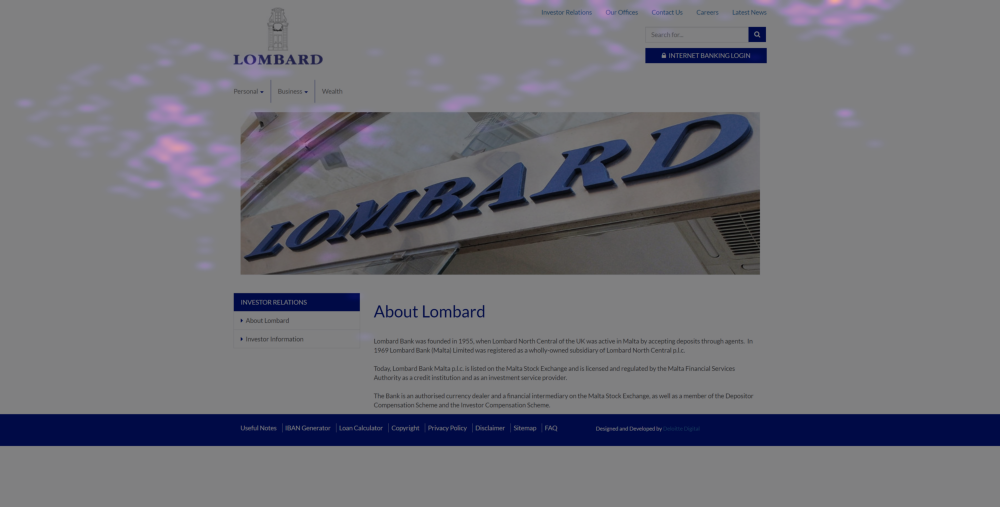 Investor Relations Our Offices Contact Us Careers Latest News
Search for...
INTERNET BANKING LOGIN
LOMBARD
Personal Business Wealth
LOMBARD
INVESTOR RELATIONS
About Lombard
Investor Information
About Lombard
Lombard Bank was founded in 1955, when Lombard North Central of the UK was active in Malta by accepting deposits through agents. In
1969 Lombard Bank (Malta) Limited was registered as a wholly-owned subsidiary of Lombard North Central p.l.c.
Today, Lombard Bank Malta p.l.c. is listed on the Malta Stock Exchange and is licensed and regulated by the Malta Financial Services
Authority as a credit institution and as an investment service provider.
The Bank is an authorised currency dealer and a financial intermediary on the Malta Stock Exchange, as well as a member of the Depositor
Compensation Scheme and the Investor Compensation Scheme.
Useful Notes IBAN Generator Loan Calculator Copyright Privacy Policy Disclaimer Sitemap FAQ
Designed and Developed by Deloitte Digital